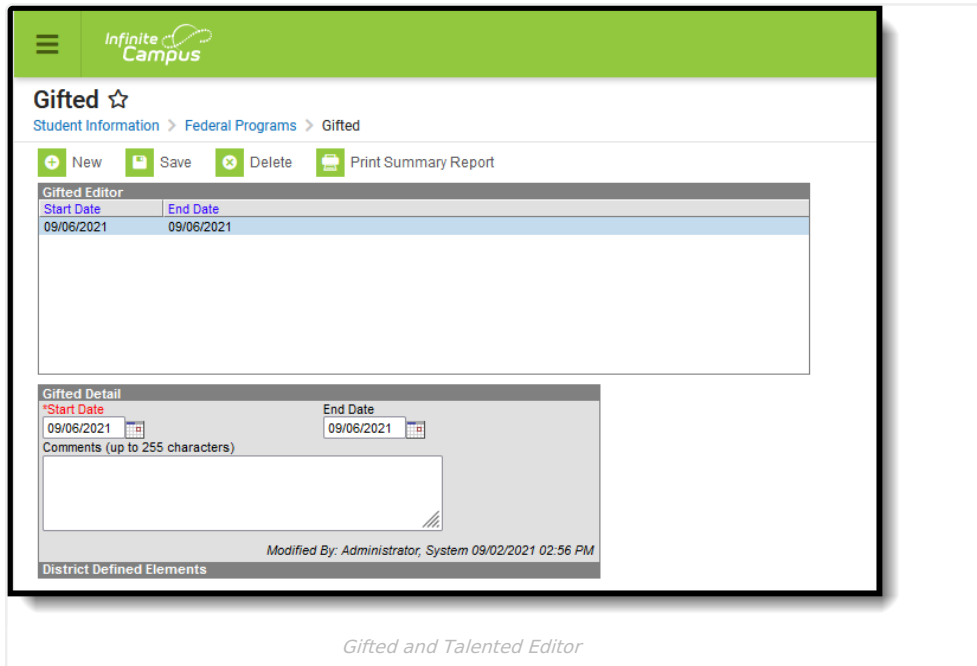 Infinite
Campus
Gifted
Student Information > Federal Programs > Gifted
New Save Delete Print Summary Report
Gifted Editor
Start Date End Date
09/06/2021 09/06/2021
Gifted Detail
*Start Date End Date
09/06/2021 09/06/2021
Comments (up to 255 characters)
Modified By: Administrator, System 09/02/2021 02:56 PM
District Defined Elements
Gifted and Talented Editor